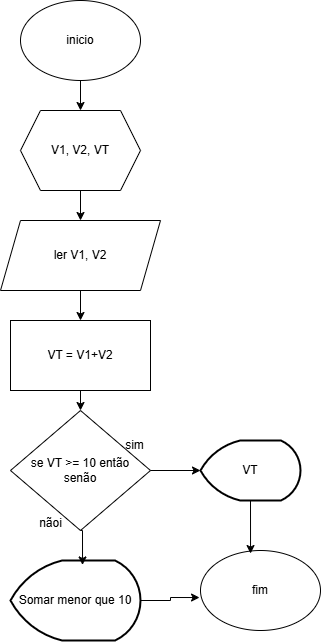 inicio
V1, V2, VT
ler V1, V2
VT = V1+V2
sim
se VT >= 10 então
senão
VT
nãoi
Somar menor que 10
fim